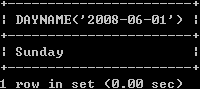 +-----------------------+
| DAYNAME('2008-06-01') |
+-----------------------+
| Sunday                |
+-----------------------+
1 row in set (0.00 sec)